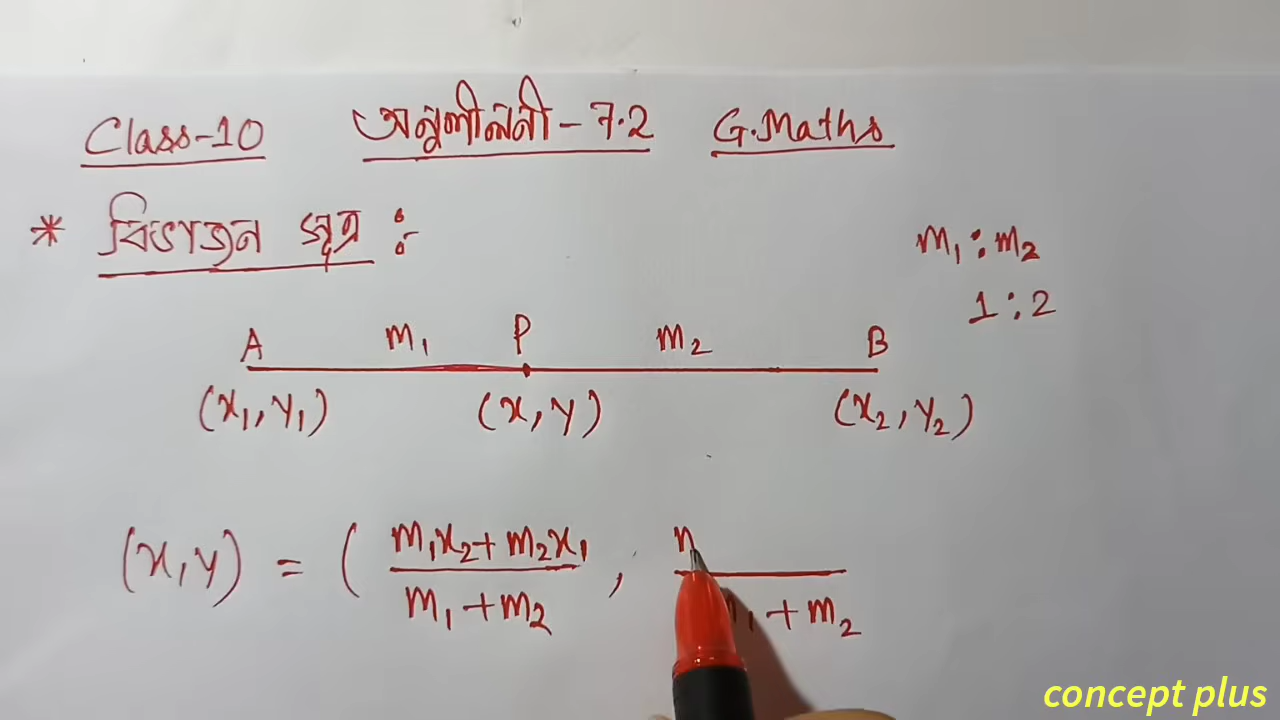 Class-10 অনুশীলনী-7.2 G.Maths
* বিভাজন সূত্র :-
m₁ : m₂
1 : 2
A m₁ P m₂ B
(x₁, y₁) (x, y) (x₂, y₂)
(x, y) = ( m₁x₂ + m₂x₁ / m₁ + m₂ , / m₁ + m₂
concept plus